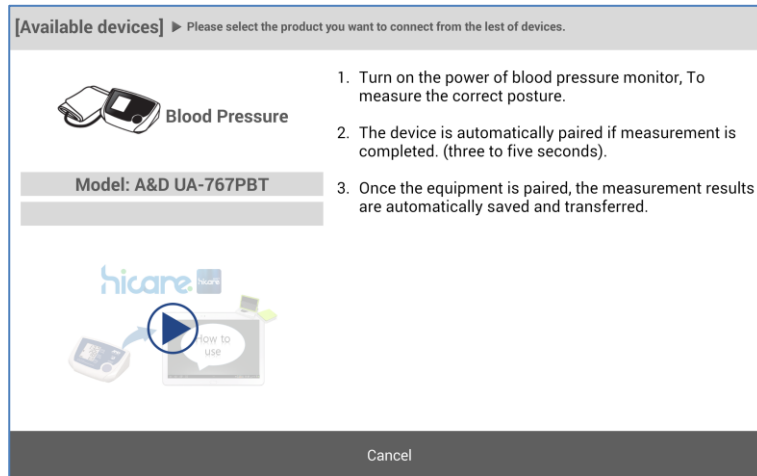 [Available devices] ▶ Please select the product you want to connect from the lest of devices.
Blood Pressure
Model: A&D UA-767PBT
hicare
How to
use
1. Turn on the power of blood pressure monitor, To
measure the correct posture.
2. The device is automatically paired if measurement is
completed. (three to five seconds).
3. Once the equipment is paired, the measurement results
are automatically saved and transferred.
Cancel